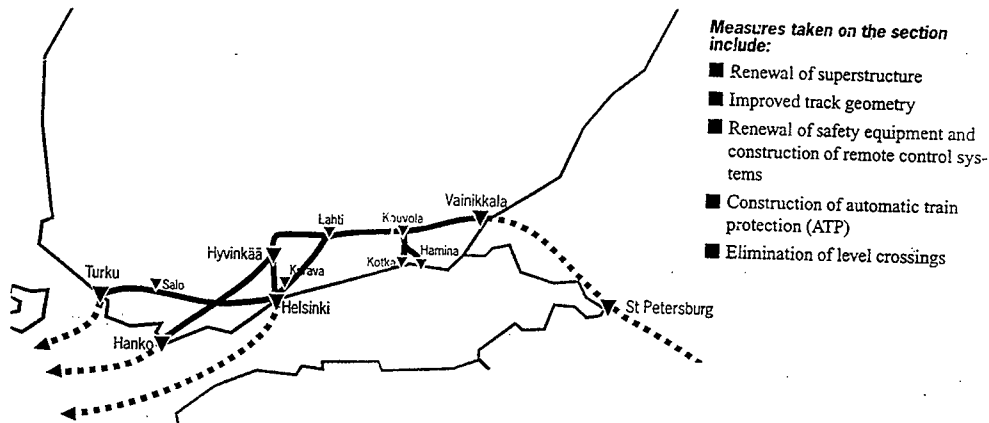 Measures taken on the section
include:
Renewal of superstructure
Improved track geometry
Renewal of safety equipment and
construction of remote control sys-
tems
Construction of automatic train
protection (ATP)
Elimination of level crossings
Vainikkala
Lahti
Kouvola
Hyvinkää
Hamina
Kotka
Kerava
Turku
Salo
Helsinki
St Petersburg
Hanko